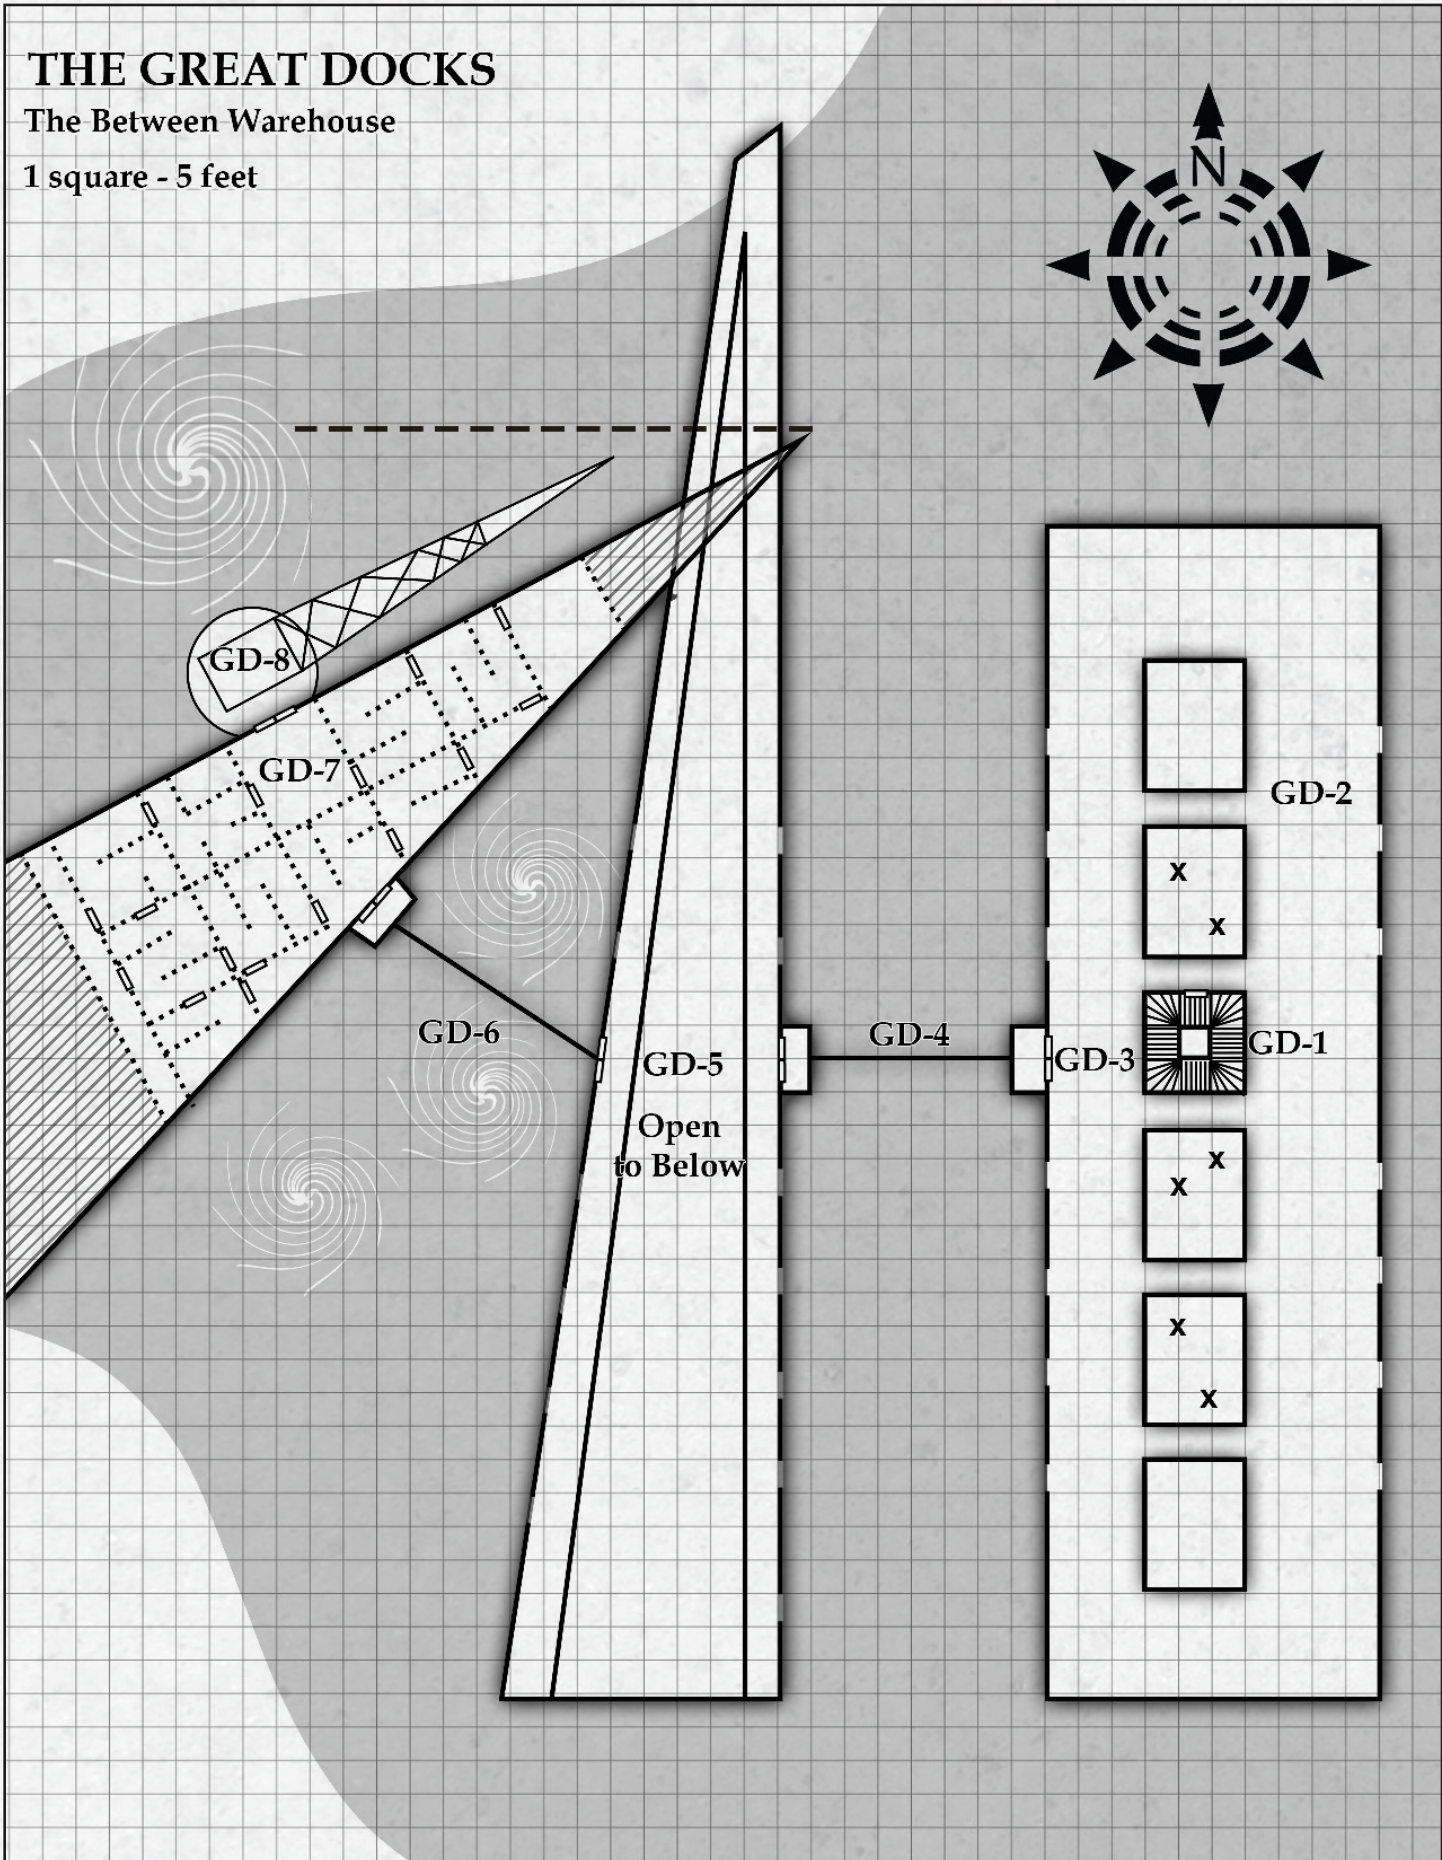 THE GREAT DOCKS
The Between Warehouse
1 square - 5 feet
N
GD-8
GD-7
GD-2
x
x
GD-6
GD-5
GD-4
GD-3
GD-1
Open
to Below
x
x
x
x